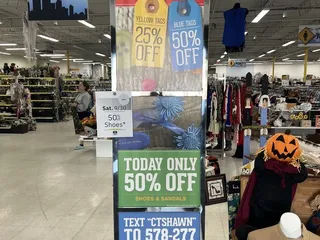 YELLOW TAGS
25%
OFF
BLUE TAGS
50%
OFF
Sat. 9/30
50%
Shoes*
TODAY ONLY
50% OFF
SHOES & SANDALS
TEXT "CTSHAWN"
TO 578-277